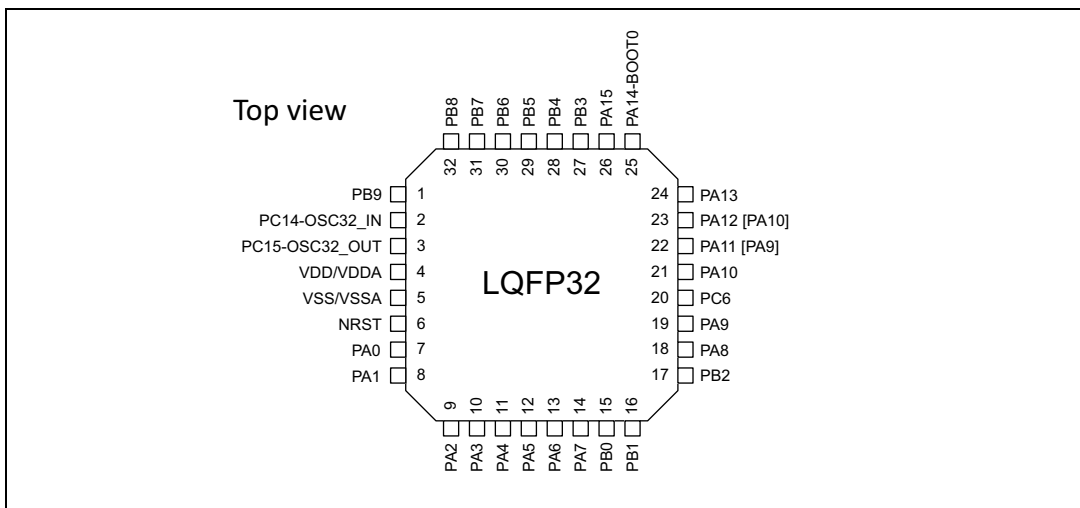 Top view
PB8
PB7
PB6
PB5
PB4
PB3
PA15
PA14-BOOT0
32
31
30
29
28
27
26
25
PB9 1
PC14-OSC32_IN 2
PC15-OSC32_OUT 3
VDD/VDDA 4
VSS/VSSA 5
NRST 6
PA0 7
PA1 8
LQFP32
24 PA13
23 PA12 [PA10]
22 PA11 [PA9]
21 PA10
20 PC6
19 PA9
18 PA8
17 PB2
9
10
11
12
13
14
15
16
PA2
PA3
PA4
PA5
PA6
PA7
PB0
PB1